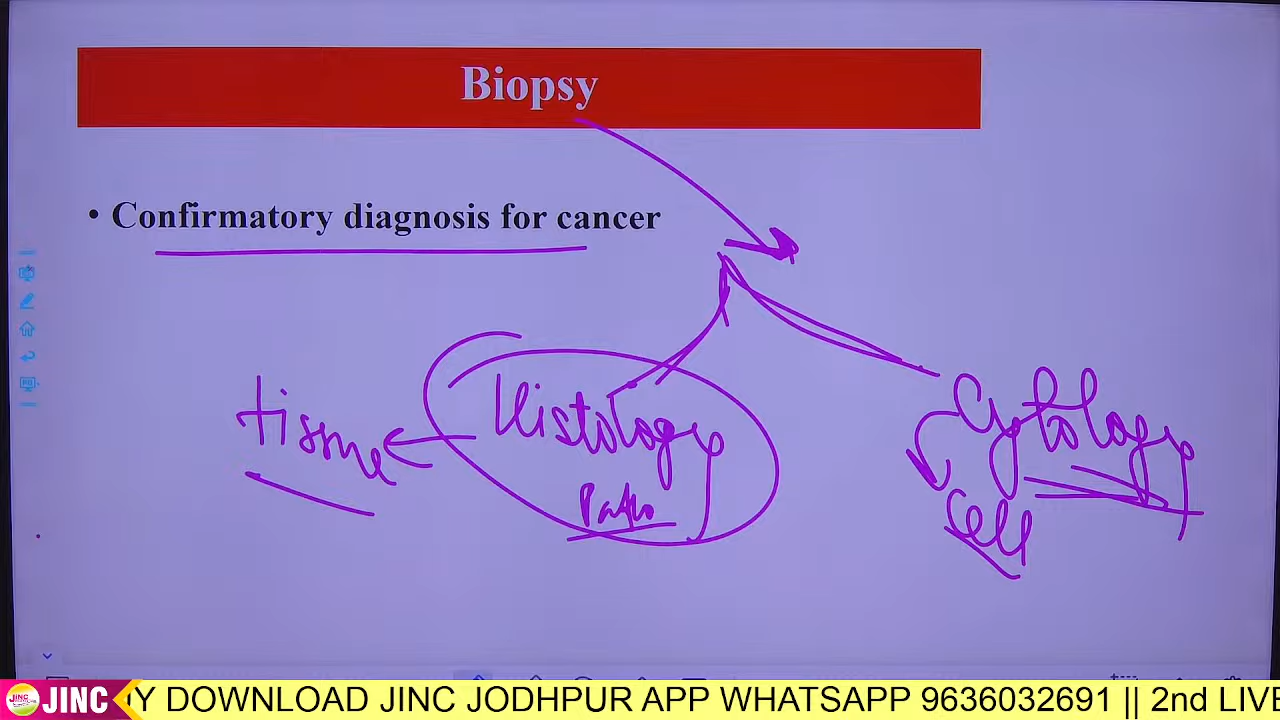 Biopsy
• Confirmatory diagnosis for cancer
tissue
Histology
Patho
Cytology
Cell
JINC
JINC
Y DOWNLOAD JINC JODHPUR APP WHATSAPP 9636032691 || 2nd LIVE